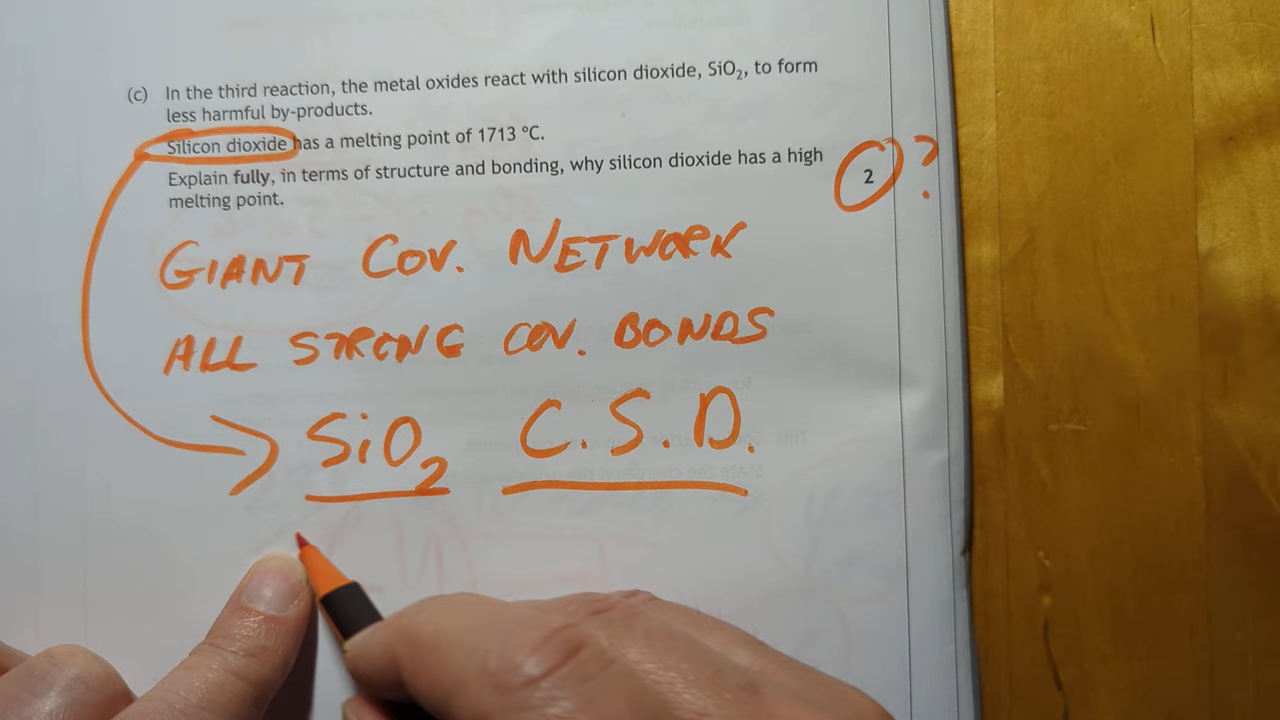 (c) In the third reaction, the metal oxides react with silicon dioxide, SiO₂, to form
less harmful by-products.
Silicon dioxide has a melting point of 1713 °C.
Explain fully, in terms of structure and bonding, why silicon dioxide has a high
melting point.
2 ?
GIANT COV. NETWORK
ALL STRONG COV. BONDS
SiO₂ C.S.D.